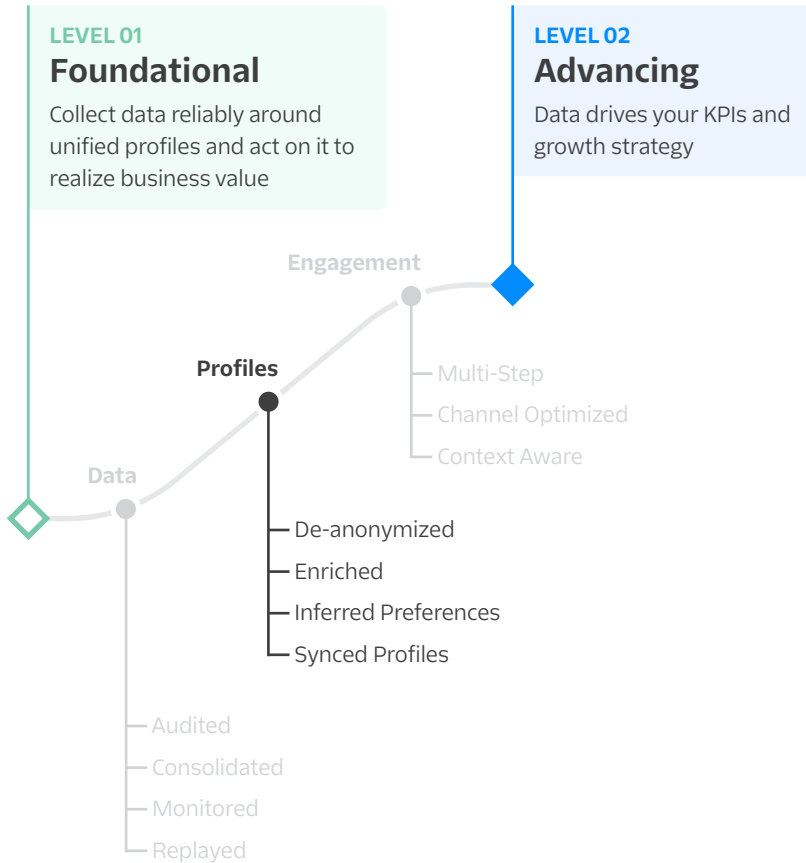 LEVEL 01
Foundational
Collect data reliably around
unified profiles and act on it to
realize business value
LEVEL 02
Advancing
Data drives your KPIs and
growth strategy
Engagement
Multi-Step
Channel Optimized
Context Aware
Profiles
De-anonymized
Enriched
Inferred Preferences
Synced Profiles
Data
Audited
Consolidated
Monitored
Replayed